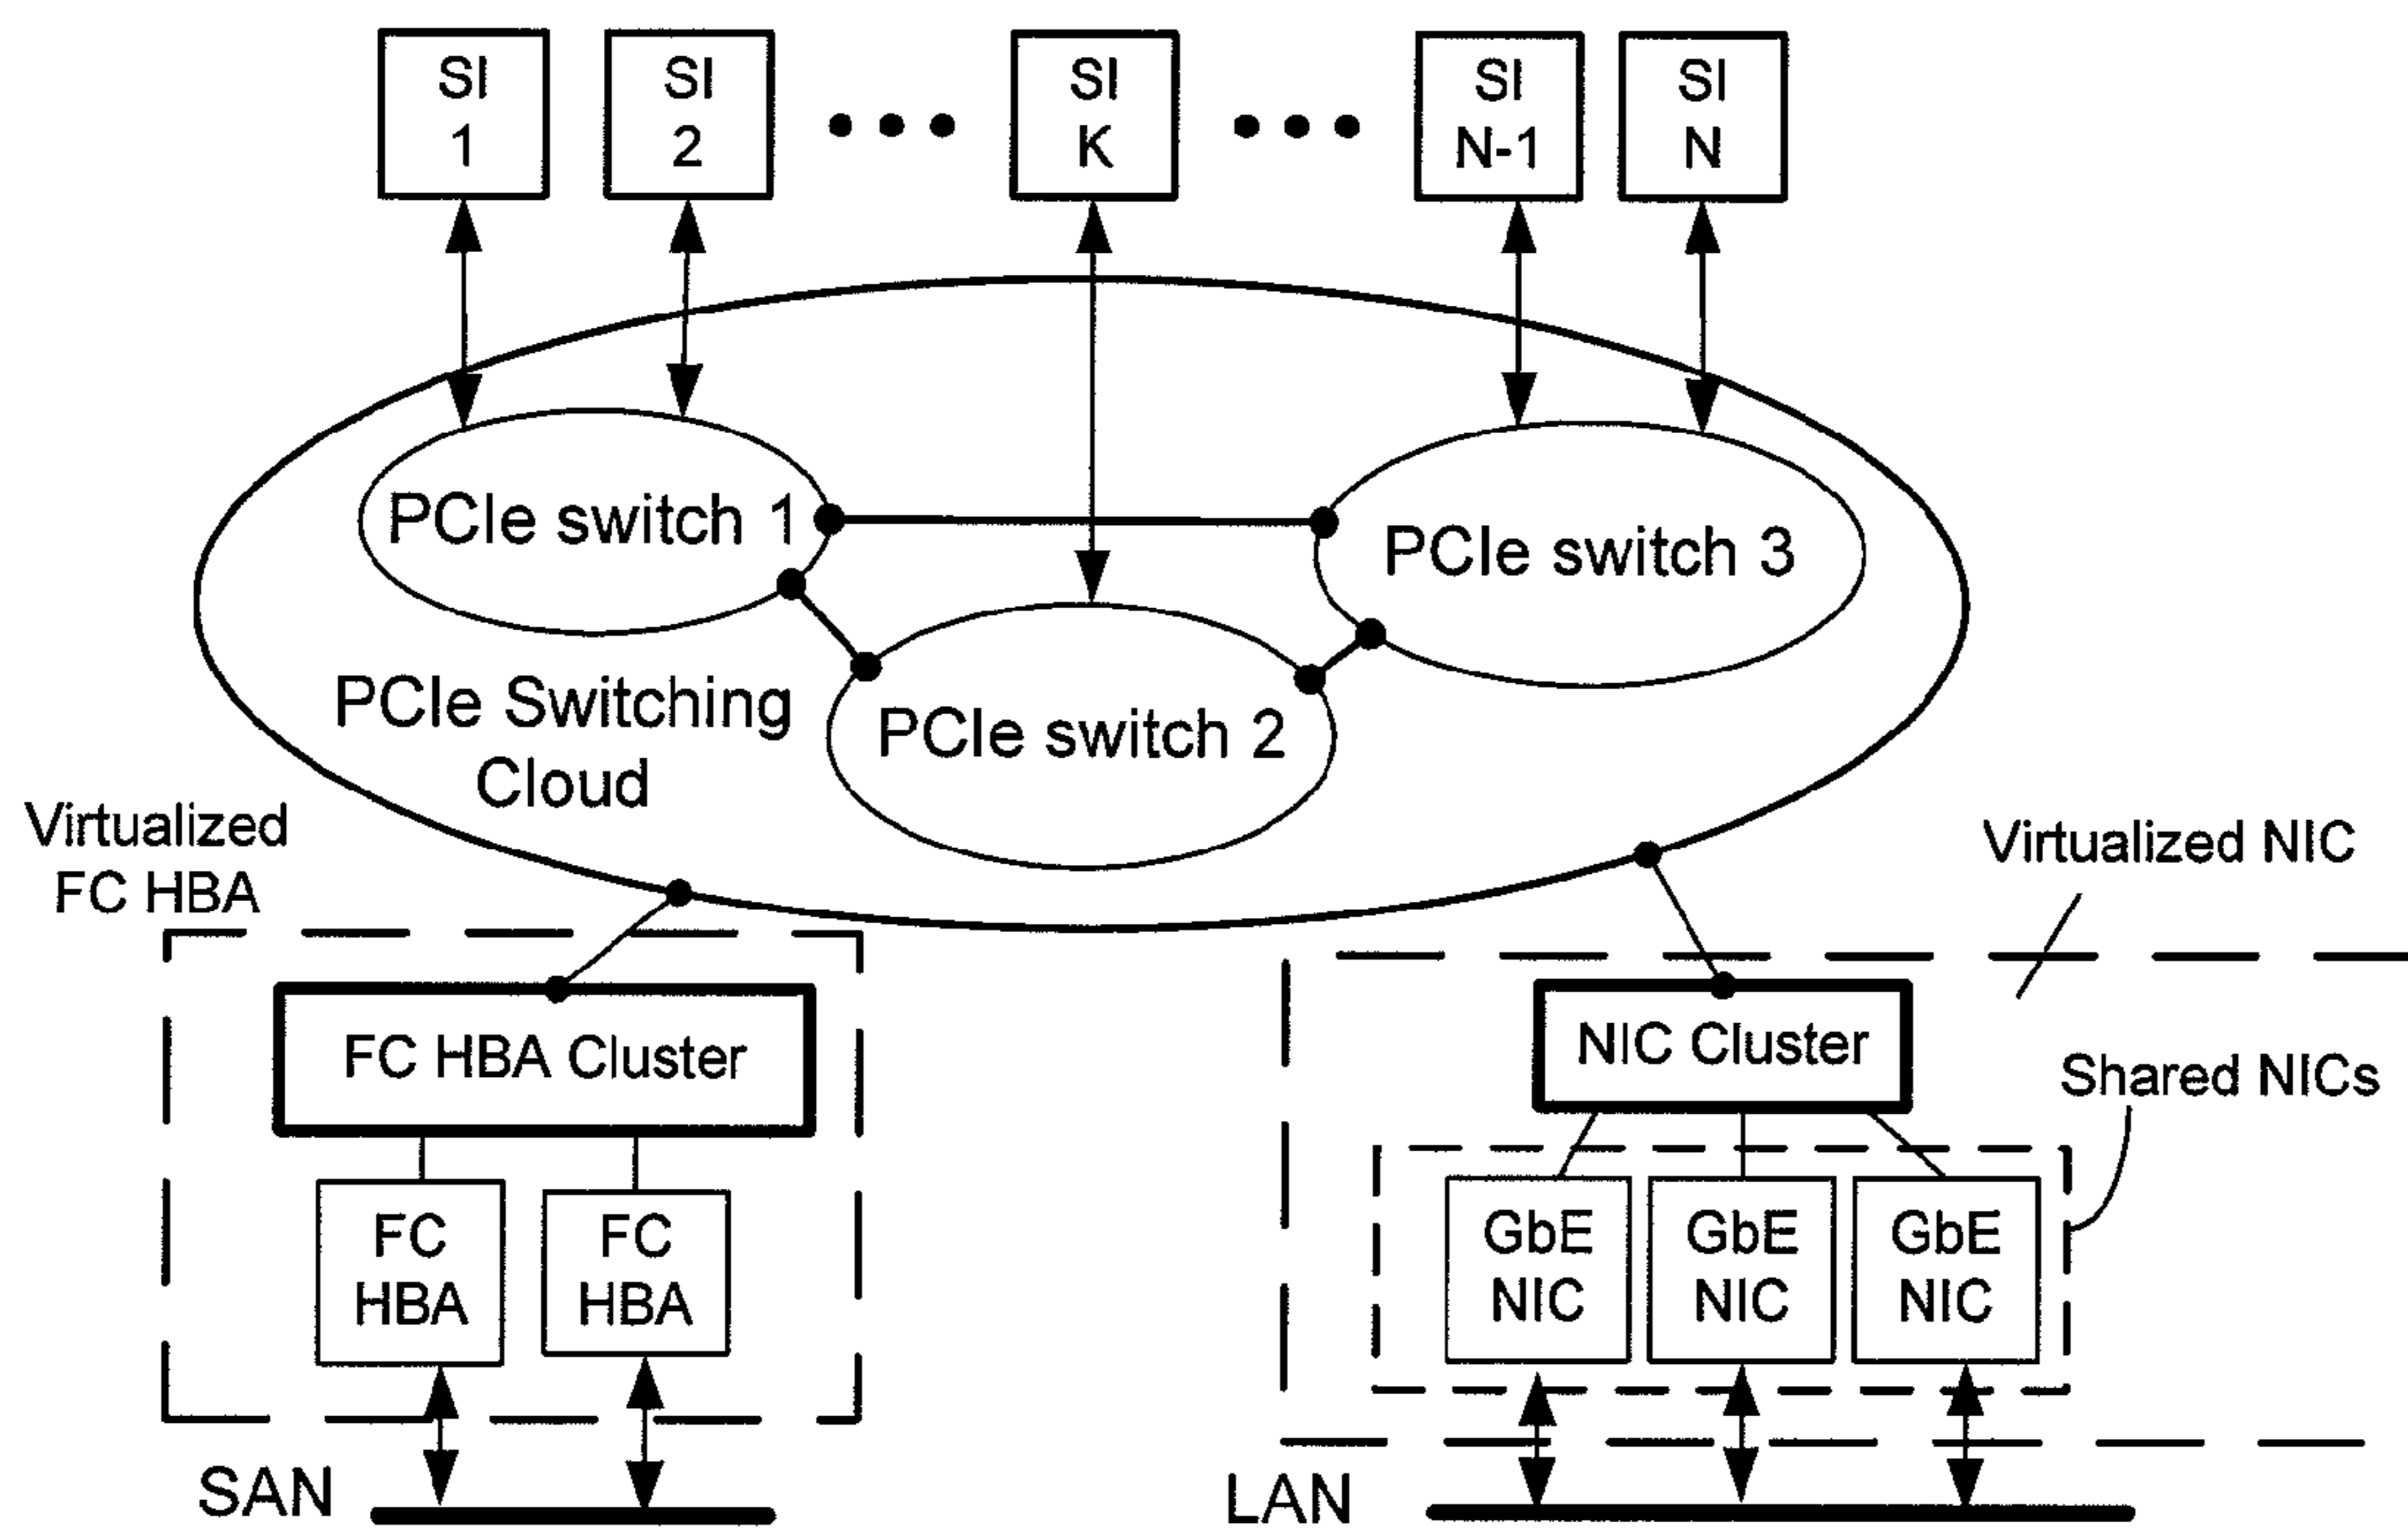 SI
1
SI
2
SI
K
SI
N-1
SI
N
PCIe switch 1
PCIe switch 3
PCIe switch 2
PCIe Switching
Cloud
Virtualized
FC HBA
Virtualized NIC
FC HBA Cluster
NIC Cluster
Shared NICs
FC
HBA
FC
HBA
GbE
NIC
GbE
NIC
GbE
NIC
SAN
LAN